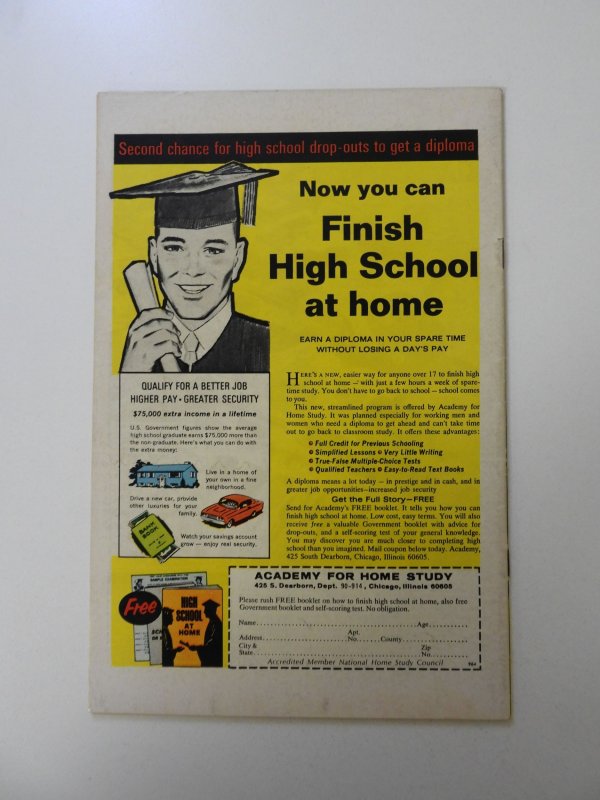 Second chance for high school drop-outs to get a diploma
Now you can
Finish
High School
at home
EARN A DIPLOMA IN YOUR SPARE TIME
WITHOUT LOSING A DAY'S PAY
QUALIFY FOR A BETTER JOB
HIGHER PAY • GREATER SECURITY
$75,000 extra income in a lifetime
U.S. Government figures show the average
high school graduate earns $75,000 more than
the non-graduate. Here's what you can do with
the extra money:
Live in a home of
your own in a fine
neighborhood.
Drive a new car, provide
other luxuries for your
family.
BANK
BOOK
Watch your savings account
grow — enjoy real security.
HERE'S A NEW, easier way for anyone over 17 to finish high
school at home — with just a few hours a week of spare-
time study. You don't have to go back to school – school comes
to you.
This new, streamlined program is offered by Academy for
Home Study. It was planned especially for working men and
women who need a diploma to get ahead and can't take time
out to go back to classroom study. It offers these advantages:
Full Credit for Previous Schooling
Simplified Lessons Very Little Writing
True-False Multiple-Choice Tests
Qualified Teachers Easy-to-Read Text Books
A diploma means a lot today – in prestige and in cash, and in
greater job opportunities–increased job security
Get the Full Story—FREE
Send for Academy's FREE booklet. It tells you how you can
finish high school at home. Low cost, easy terms. You will also
receive free a valuable Government booklet with advice for
drop-outs, and a self-scoring test of your general knowledge.
You may discover you are much closer to completing high
school than you imagined. Mail coupon below today. Academy,
425 South Dearborn, Chicago, Illinois 60605.
Free
SAMPLE EXAMINATION
HIGH
SCHOOL
AT
HOME
ACADEMY FOR HOME STUDY
425 S. Dearborn, Dept. 90-914, Chicago, Illinois 60605
Please rush FREE booklet on how to finish high school at home, also free
Government booklet and self-scoring test. No obligation.
Name Age
Apt.
Address No. County
City & Zip
State No.
Accredited Member National Home Study Council